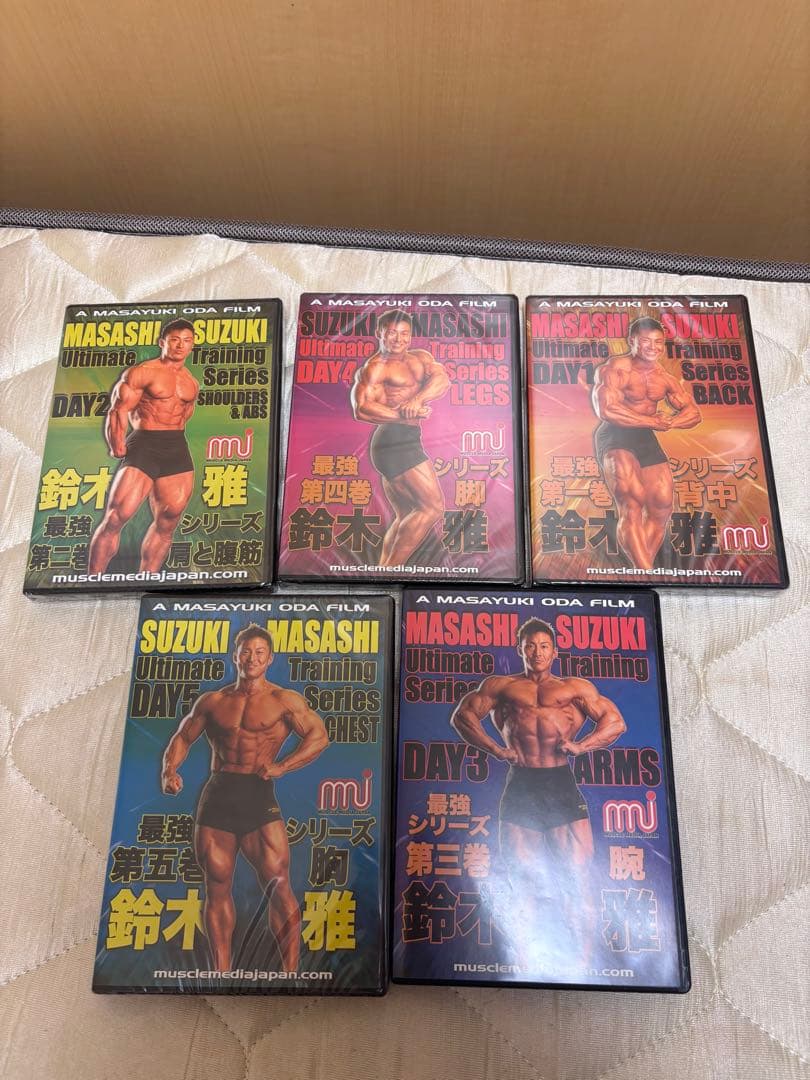 A MASAYUKI ODA FILM
MASASHI SUZUKI
Ultimate Training
Series
DAY2 SHOULDERS
& ABS
mmj
鈴木 雅
最強 シリーズ
第二巻 肩と腹筋
musclemediajapan.com
A MASAYUKI ODA FILM
SUZUKI MASASHI
Ultimate Training
DAY4 Series
LEGS
mmj
最強 シリーズ
第四巻 脚
鈴木 雅
musclemediajapan.com
A MASAYUKI ODA FILM
MASASHI SUZUKI
Ultimate Training
DAY1 Series
BACK
最強 シリーズ
第一巻 背中
鈴木 雅
mmj
musclemediajapan.com
A MASAYUKI ODA FILM
SUZUKI MASASHI
Ultimate Training
DAY5 Series
CHEST
mmj
最強 シリーズ
第五巻 胸
鈴木 雅
musclemediajapan.com
A MASAYUKI ODA FILM
MASASHI SUZUKI
Ultimate Training
Series
DAY3 ARMS
mmj
最強
シリーズ
第三巻 腕
鈴木 雅
musclemediajapan.com